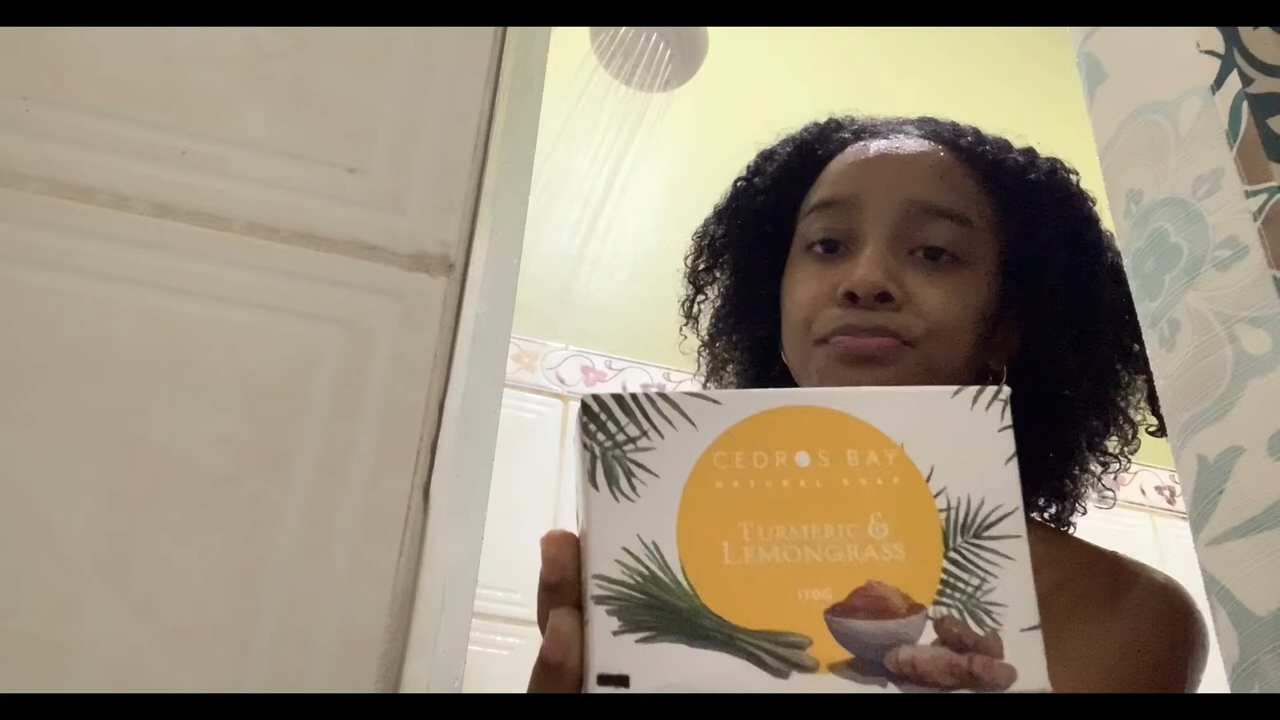 CEDROS BAY
NATURAL SOAP
TURMERIC &
LEMONGRASS
170G